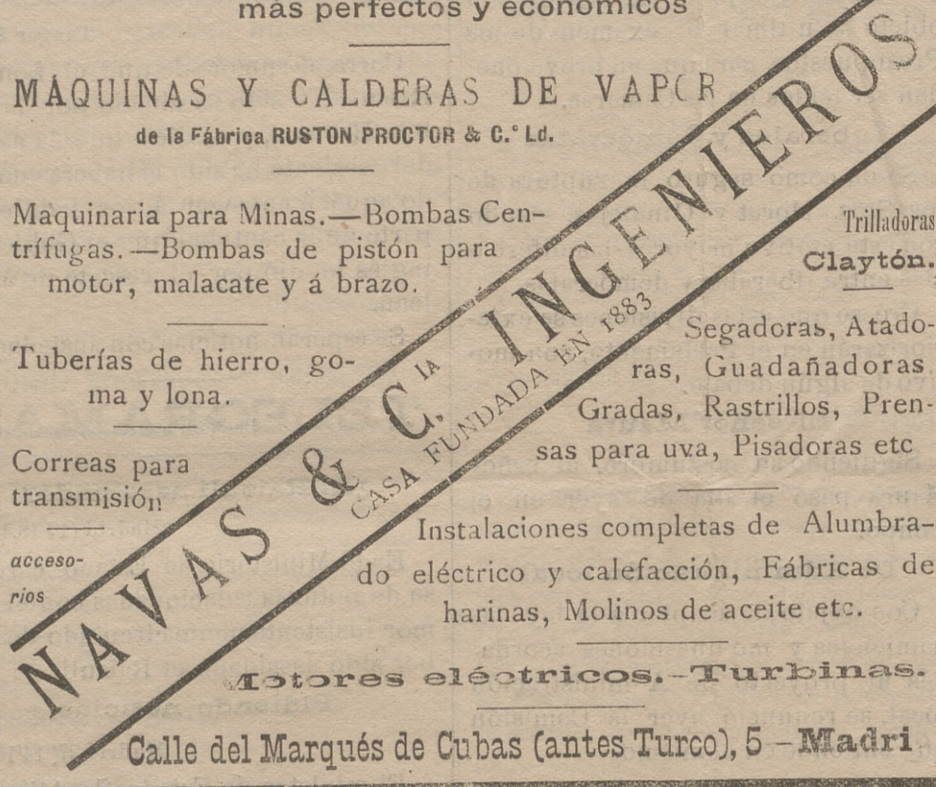 más perfectos y económicos
MÁQUINAS Y CALDERAS DE VAPOR
de la Fábrica RUSTON PROCTOR & C.ª Ld.
Maquinaria para Minas.—Bombas Cen-
trífugas.—Bombas de pistón para
motor, malacate y á brazo.
Tuberías de hierro, go-
ma y lona.
Correas para
transmisión
acceso-
rios
NAVAS & C.IA INGENIEROS
CASA FUNDADA EN 1883
Trilladoras
Claytón.
Segadoras, Atado-
ras, Guadañadoras
Gradas, Rastrillos, Pren-
sas para uva, Pisadoras etc
Instalaciones completas de Alumbra-
do eléctrico y calefacción, Fábricas de
harinas, Molinos de aceite etc.
Motores eléctricos.-Turbinas.
Calle del Marqués de Cubas (antes Turco), 5 – Madri